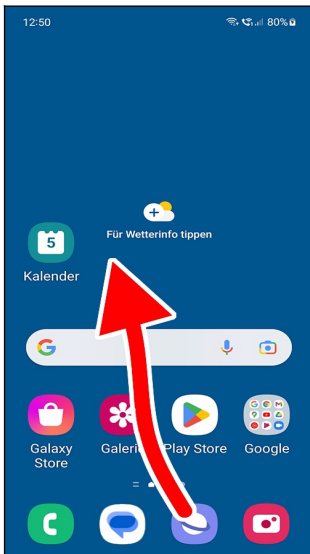 12:50
80%
5
Für Wetterinfo tippen
Kalender
G
Galaxy Store
Galerie
Play Store
Google